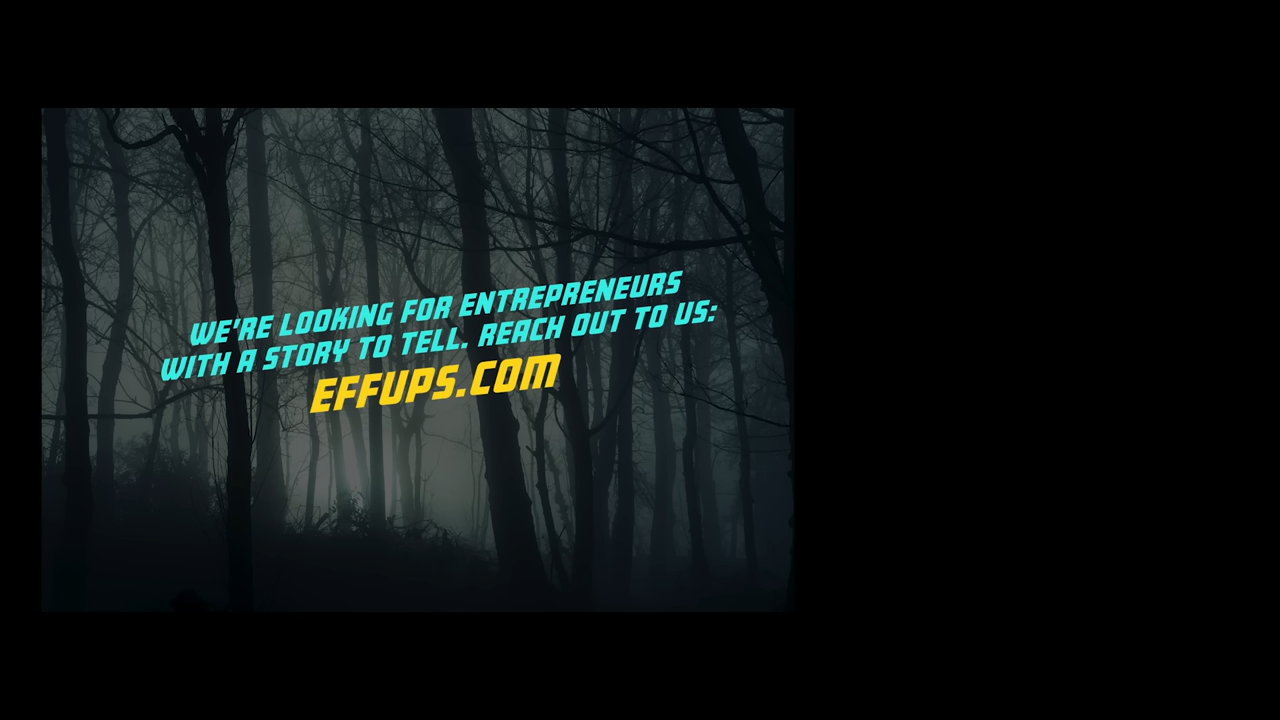 WE'RE LOOKING FOR ENTREPRENEURS
WITH A STORY TO TELL. REACH OUT TO US:
EFFUPS.COM